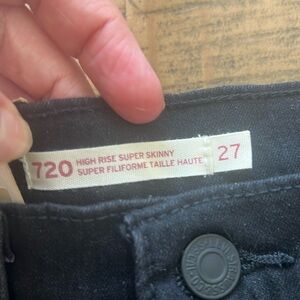 720 HIGH RISE SUPER SKINNY
SUPER FILIFORME TAILLE HAUTE
27